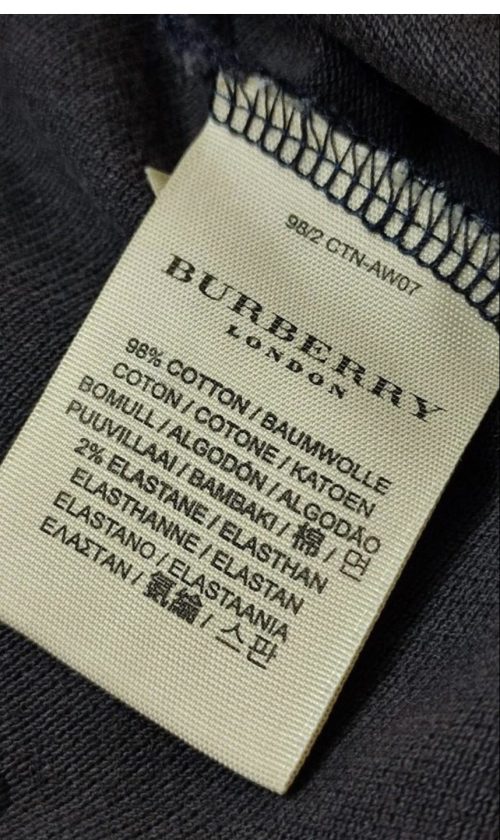 98/2 CTN-AW07
BURBERRY
LONDON
98% COTTON / BAUMWOLLE
COTON / COTONE / KATOEN
BOMULL / ALGODÓN / ALGODÃO
PUUVILLAAI / BAMBAKI / 棉 / 면
2% ELASTANE / ELASTHAN
ELASTHANNE / ELASTAN
ELASTANO / ELASTAANIA
ΕΛΑΣΤΑΝ / 氨綸 / 스판